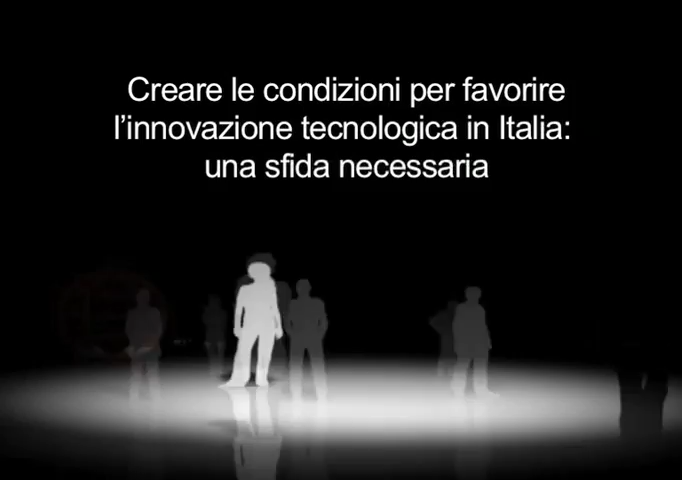 Creare le condizioni per favorire
l’innovazione tecnologica in Italia:
una sfida necessaria